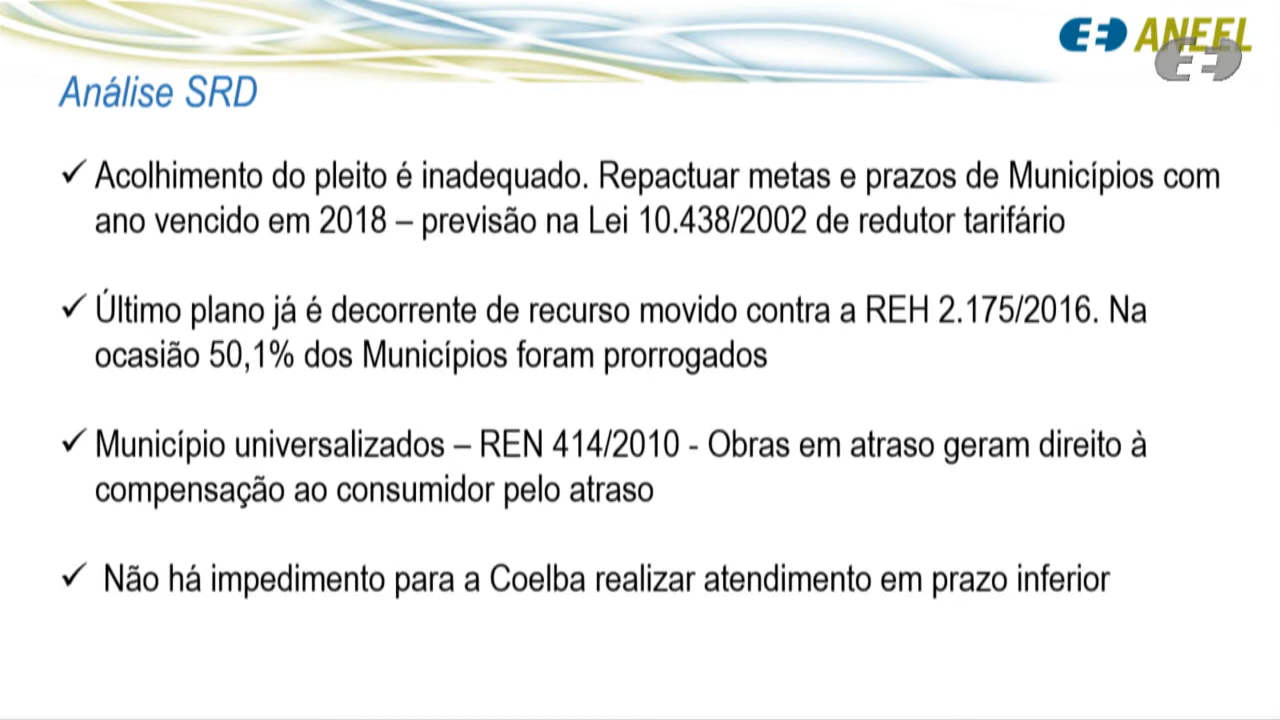 ANEEL
Análise SRD
✓ Acolhimento do pleito é inadequado. Repactuar metas e prazos de Municípios com
ano vencido em 2018 – previsão na Lei 10.438/2002 de redutor tarifário
✓ Último plano já é decorrente de recurso movido contra a REH 2.175/2016. Na
ocasião 50,1% dos Municípios foram prorrogados
✓ Município universalizados – REN 414/2010 - Obras em atraso geram direito à
compensação ao consumidor pelo atraso
✓ Não há impedimento para a Coelba realizar atendimento em prazo inferior